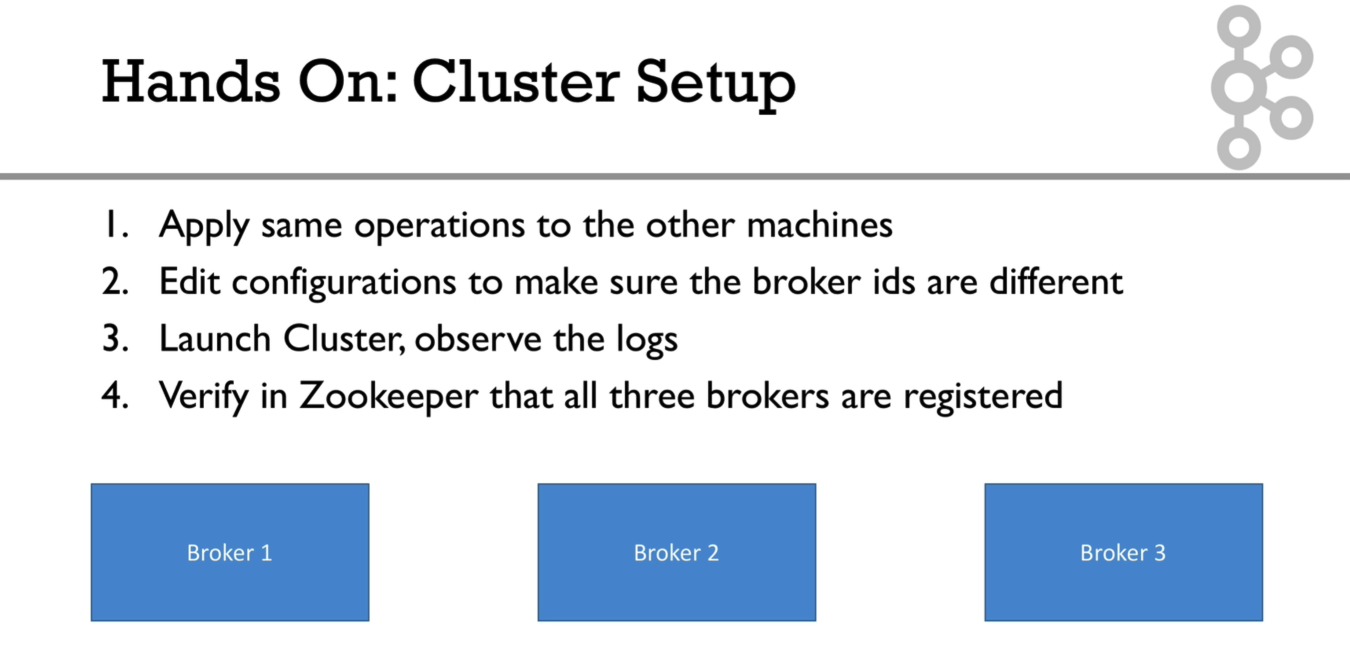 Hands On: Cluster Setup
1. Apply same operations to the other machines
2. Edit configurations to make sure the broker ids are different
3. Launch Cluster, observe the logs
4. Verify in Zookeeper that all three brokers are registered
Broker 1
Broker 2
Broker 3